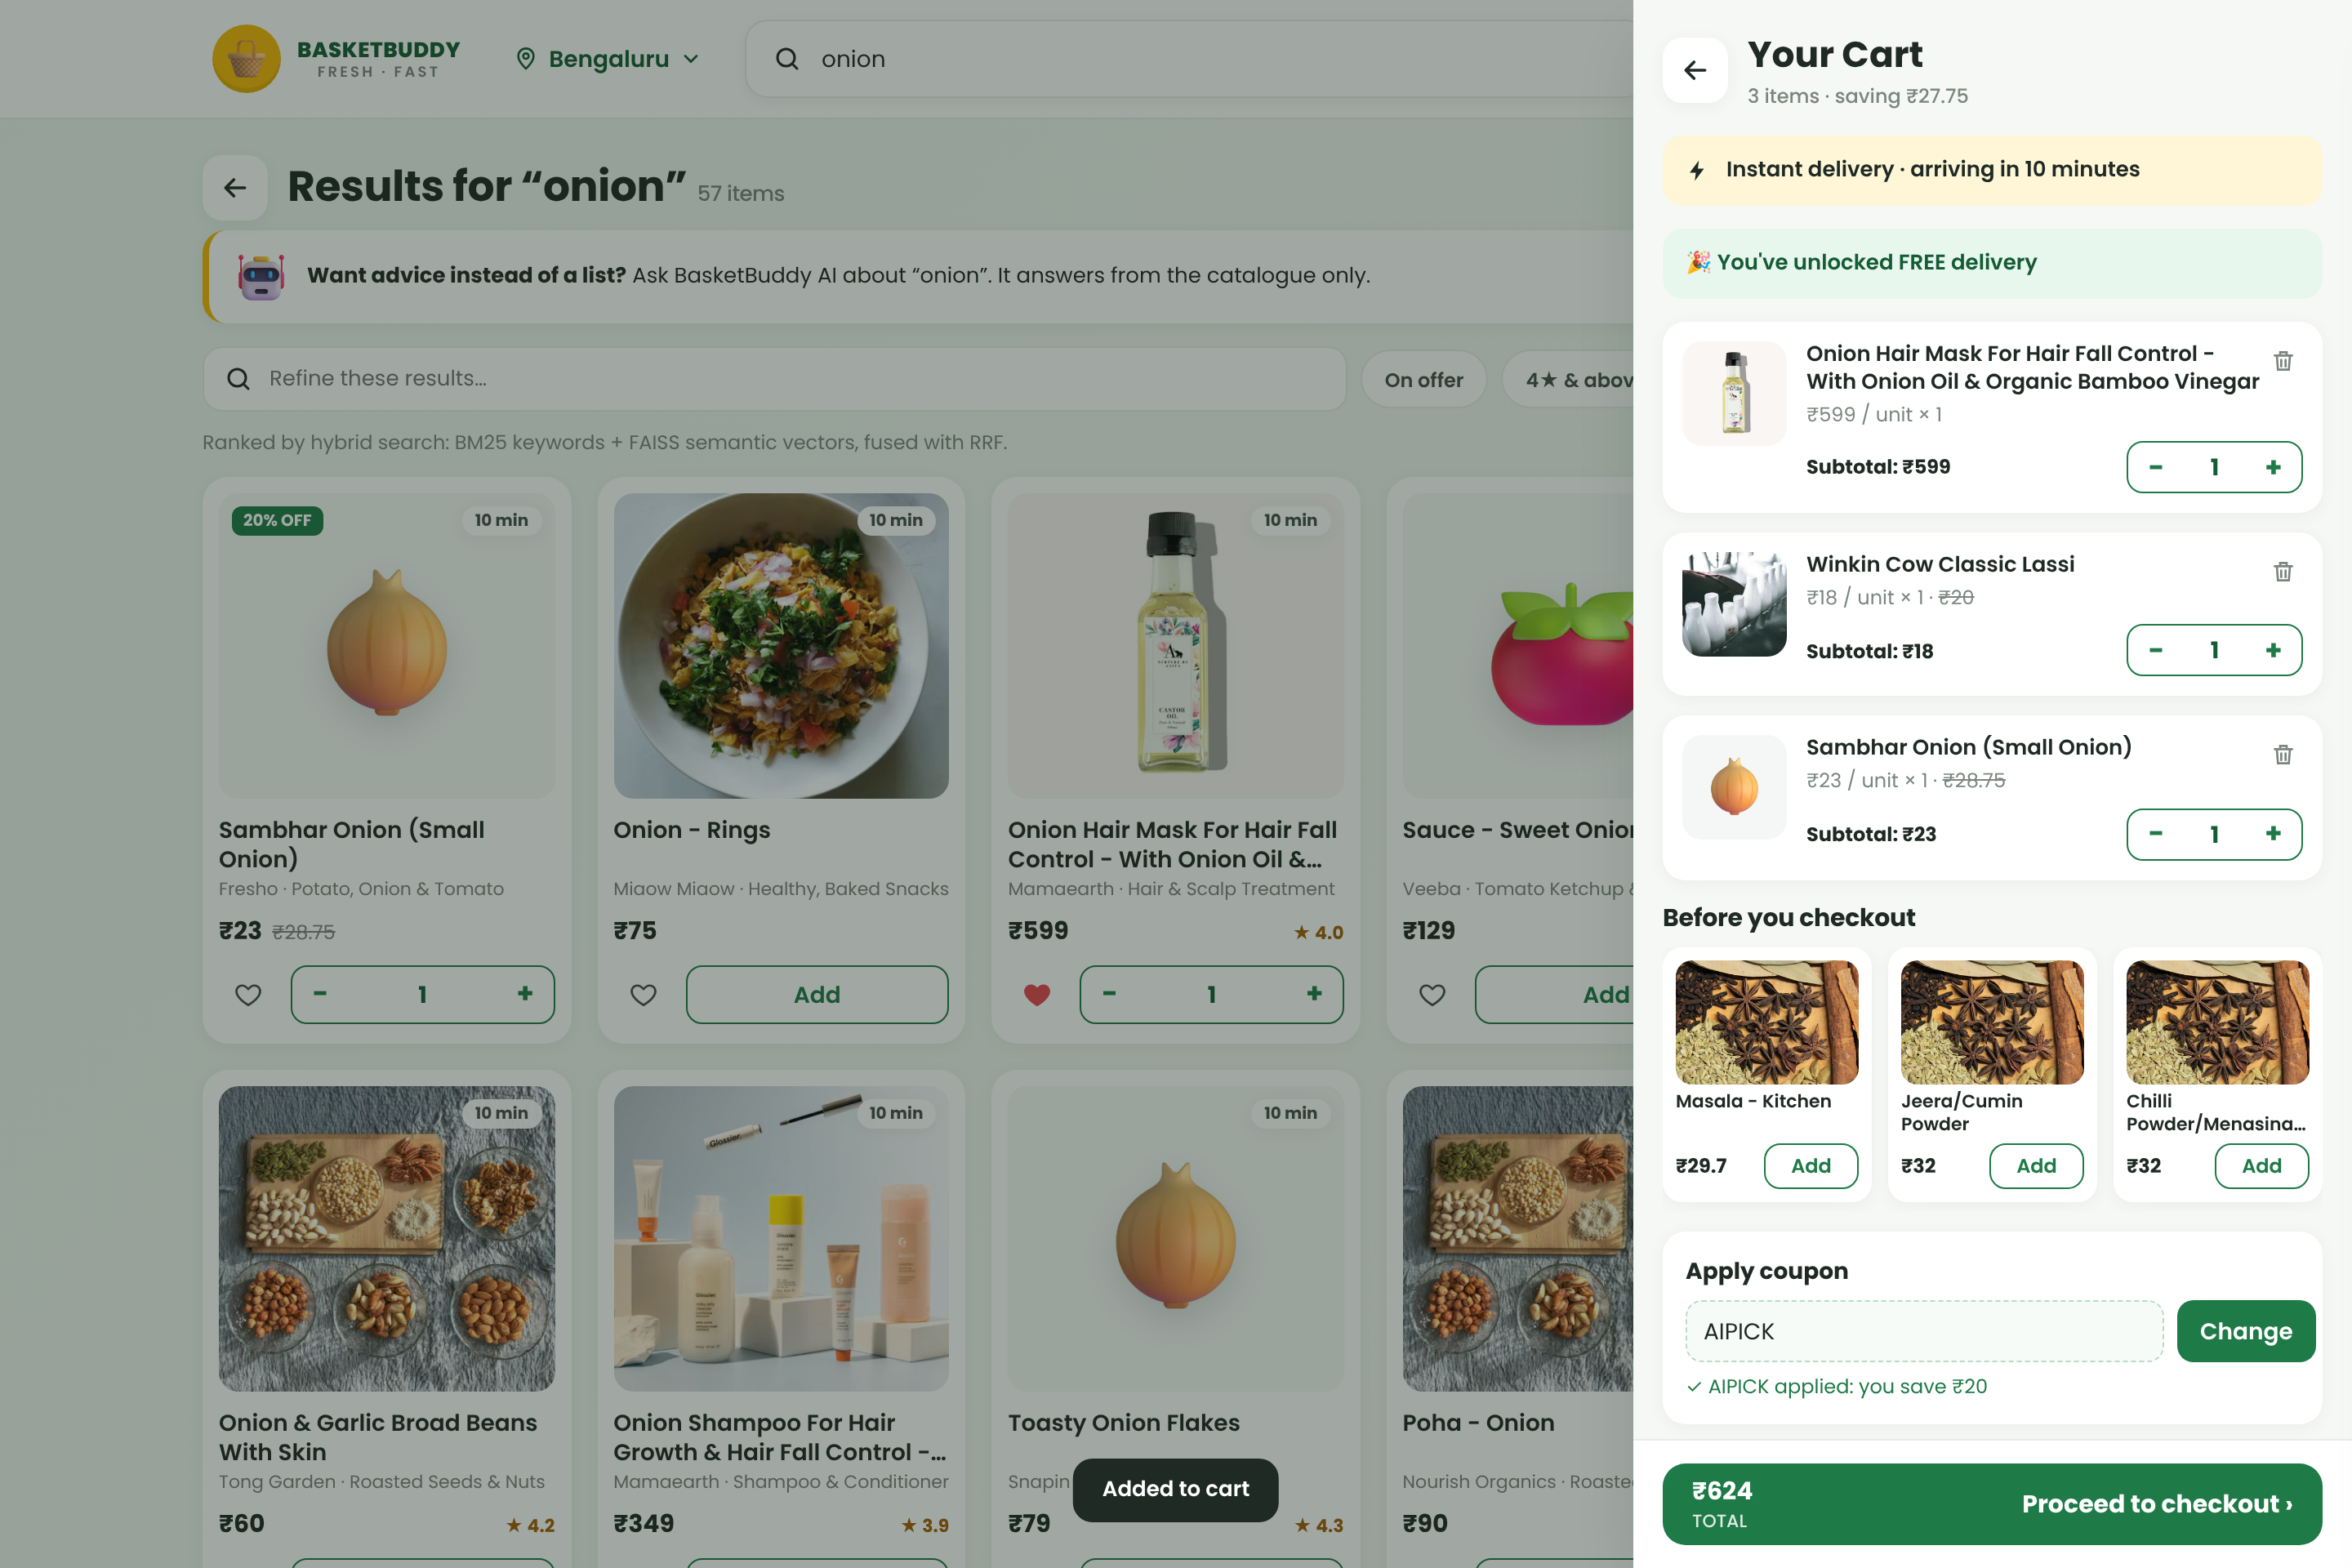 BASKETBUDDY
FRESH · FAST
Bengaluru
onion
Results for “onion” 57 items
Want advice instead of a list? Ask BasketBuddy AI about “onion”. It answers from the catalogue only.
Refine these results...
On offer
4★ & abov
Ranked by hybrid search: BM25 keywords + FAISS semantic vectors, fused with RRF.
20% OFF
10 min
Sambhar Onion (Small
Onion)
Fresho · Potato, Onion & Tomato
₹23 ₹28.75
− 1 +
10 min
Onion - Rings
Miaow Miaow · Healthy, Baked Snacks
₹75
Add
10 min
CASTOR
OIL
Onion Hair Mask For Hair Fall
Control - With Onion Oil &...
Mamaearth · Hair & Scalp Treatment
₹599
★ 4.0
− 1 +
Sauce - Sweet Onion
Veeba · Tomato Ketchup &
₹129
Add
10 min
Onion & Garlic Broad Beans
With Skin
Tong Garden · Roasted Seeds & Nuts
₹60
★ 4.2
10 min
Glossier.
Onion Shampoo For Hair
Growth & Hair Fall Control -...
Mamaearth · Shampoo & Conditioner
₹349
★ 3.9
10 min
Toasty Onion Flakes
Snapin
₹79
★ 4.3
Poha - Onion
Nourish Organics · Roaste
₹90
Added to cart
Your Cart
3 items · saving ₹27.75
Instant delivery · arriving in 10 minutes
🎉 You've unlocked FREE delivery
Onion Hair Mask For Hair Fall Control -
With Onion Oil & Organic Bamboo Vinegar
₹599 / unit × 1
Subtotal: ₹599
− 1 +
Winkin Cow Classic Lassi
₹18 / unit × 1 · ₹20
Subtotal: ₹18
− 1 +
Sambhar Onion (Small Onion)
₹23 / unit × 1 · ₹28.75
Subtotal: ₹23
− 1 +
Before you checkout
Masala - Kitchen
₹29.7
Add
Jeera/Cumin
Powder
₹32
Add
Chilli
Powder/Menasina...
₹32
Add
Apply coupon
AIPICK
Change
✓ AIPICK applied: you save ₹20
₹624
TOTAL
Proceed to checkout ›